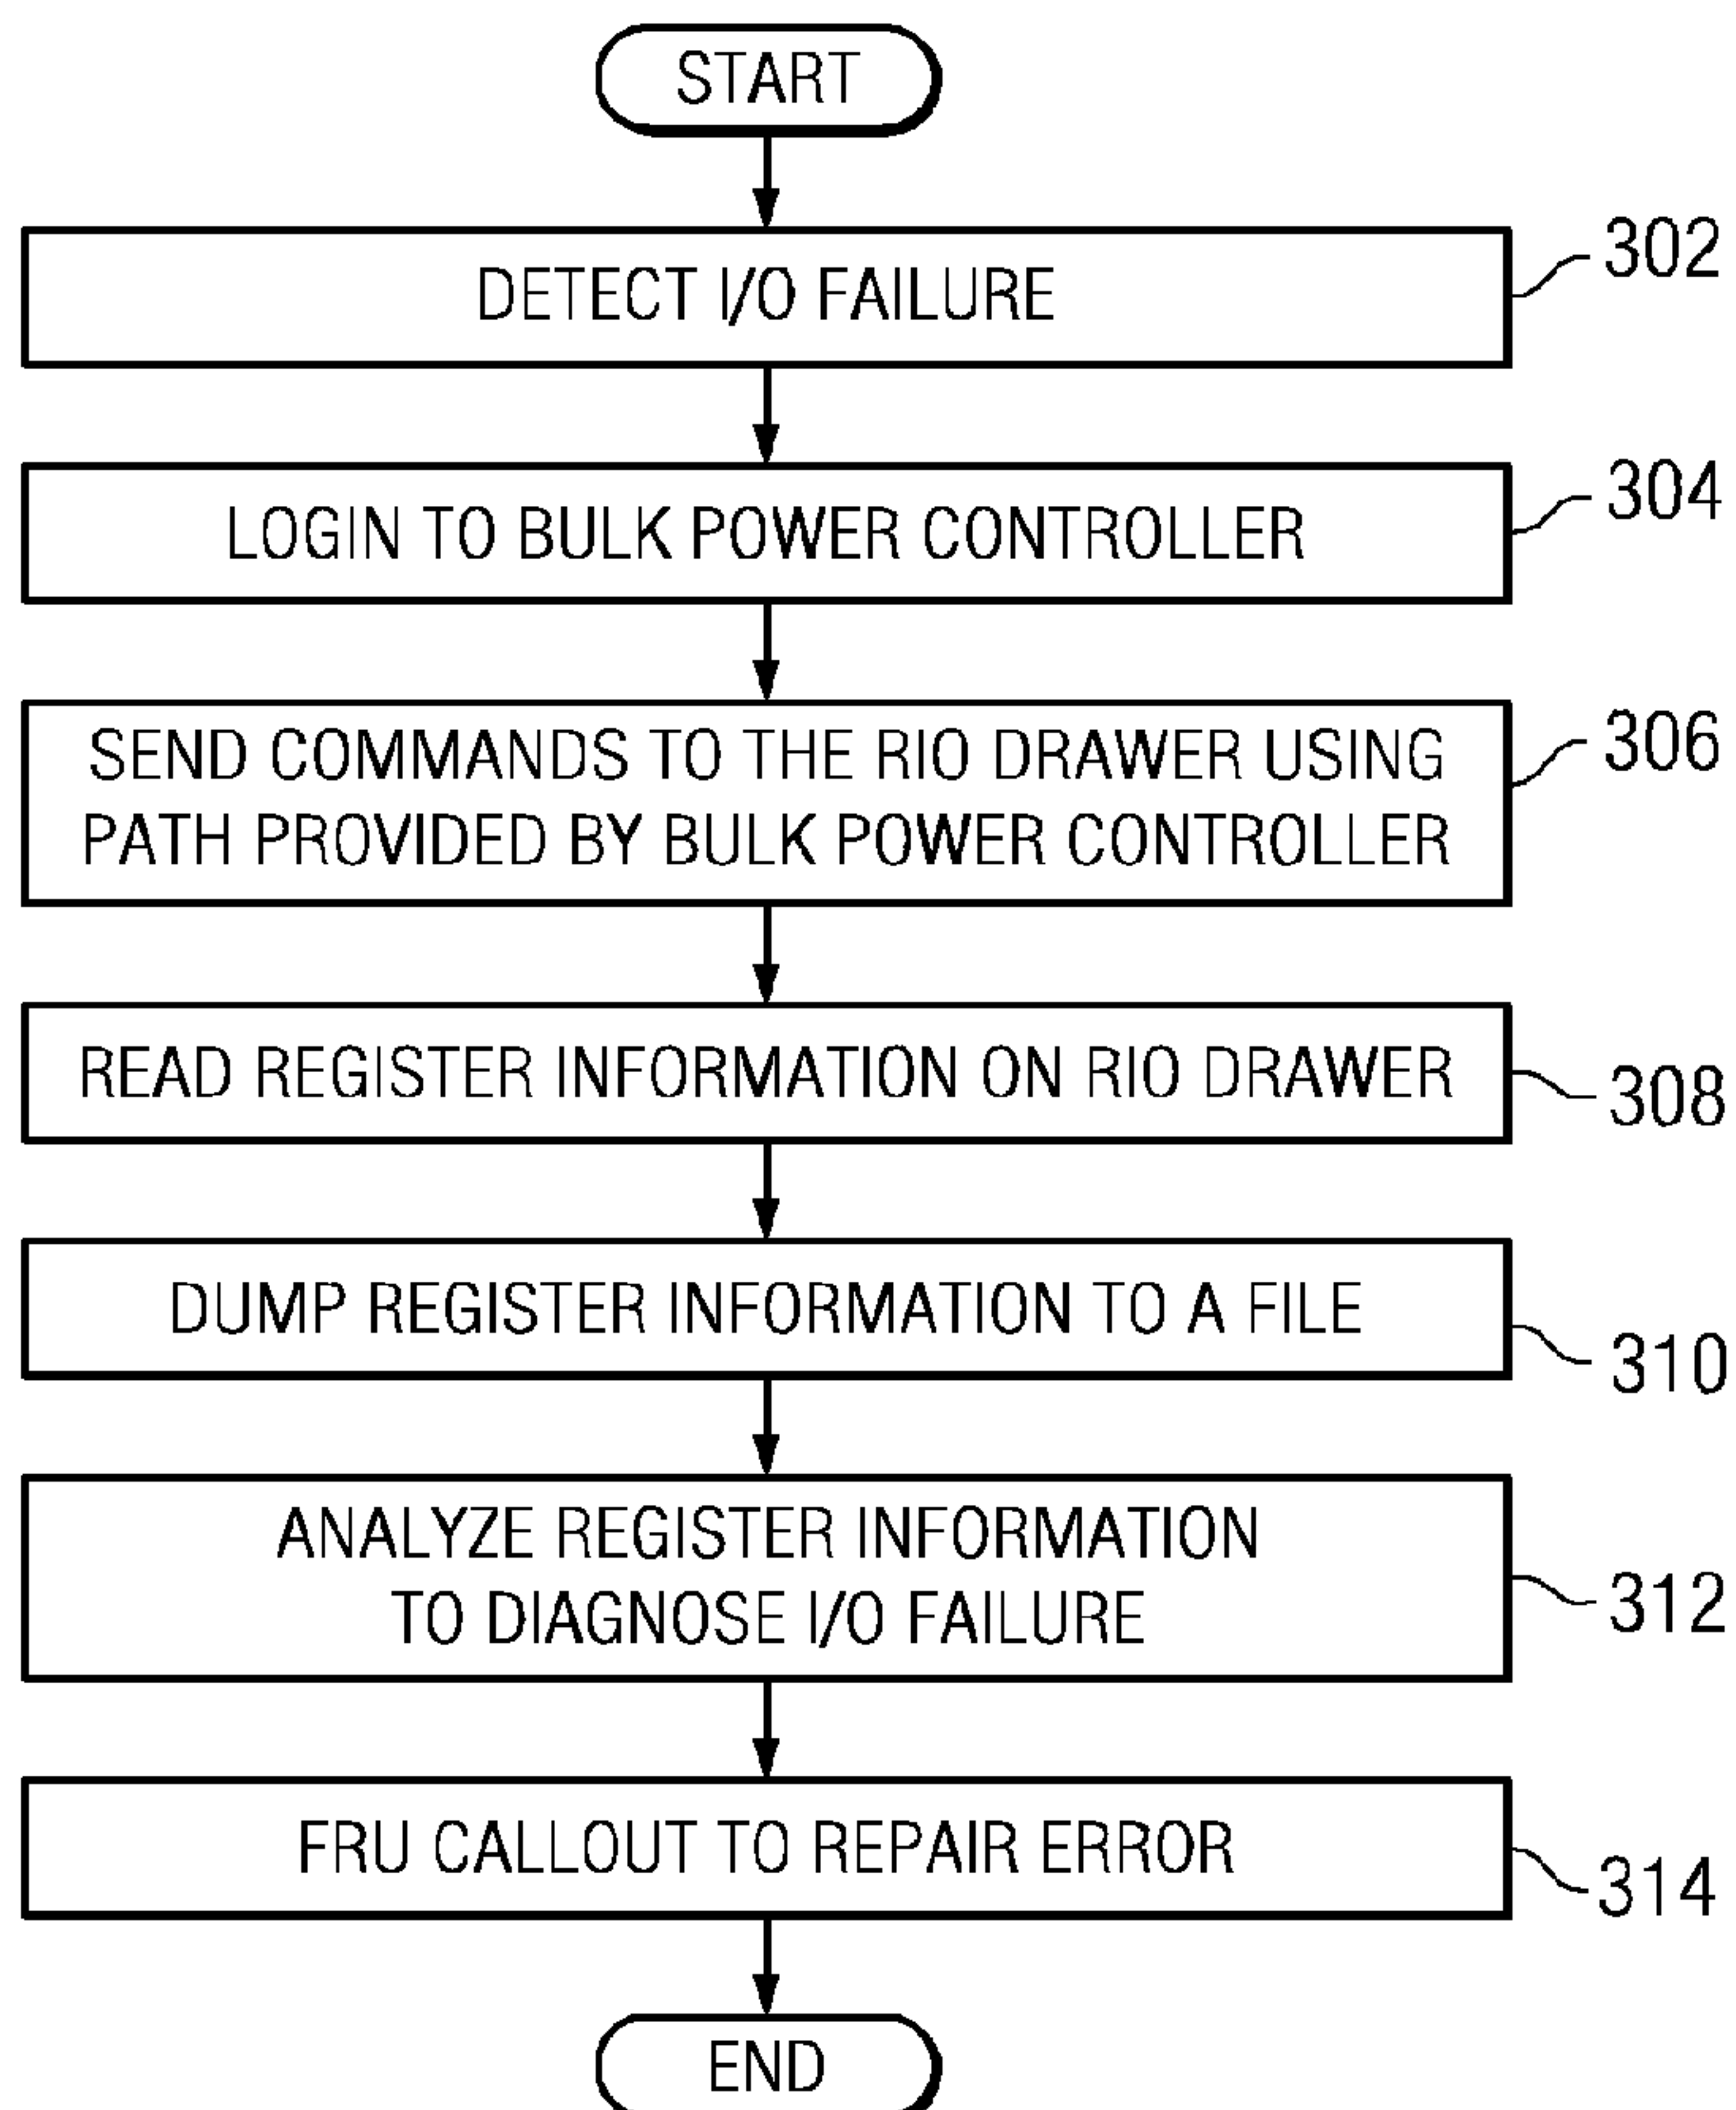 START
DETECT I/O FAILURE
302
LOGIN TO BULK POWER CONTROLLER
304
SEND COMMANDS TO THE RIO DRAWER USING
PATH PROVIDED BY BULK POWER CONTROLLER
306
READ REGISTER INFORMATION ON RIO DRAWER
308
DUMP REGISTER INFORMATION TO A FILE
310
ANALYZE REGISTER INFORMATION
TO DIAGNOSE I/O FAILURE
312
FRU CALLOUT TO REPAIR ERROR
314
END